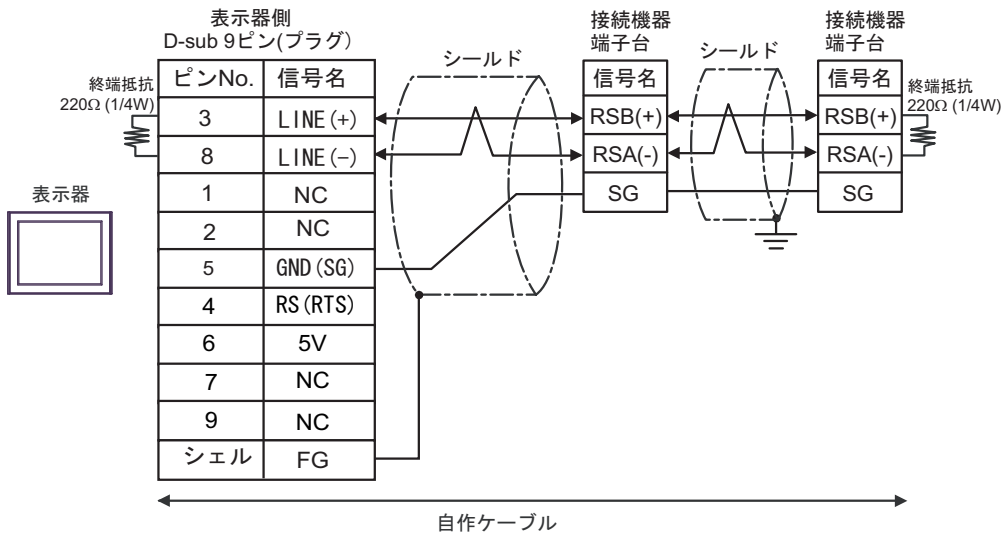 表示器側
D-sub 9ピン(プラグ)
接続機器
端子台
接続機器
端子台
シールド
シールド
終端抵抗
220Ω (1/4W)
終端抵抗
220Ω (1/4W)
ピンNo. 信号名 信号名 信号名
3 LINE(+) RSB(+) RSB(+)
8 LINE(−) RSA(-) RSA(-)
1 NC SG SG
2 NC
5 GND(SG)
4 RS(RTS)
6 5V
7 NC
9 NC
シェル FG
表示器
自作ケーブル